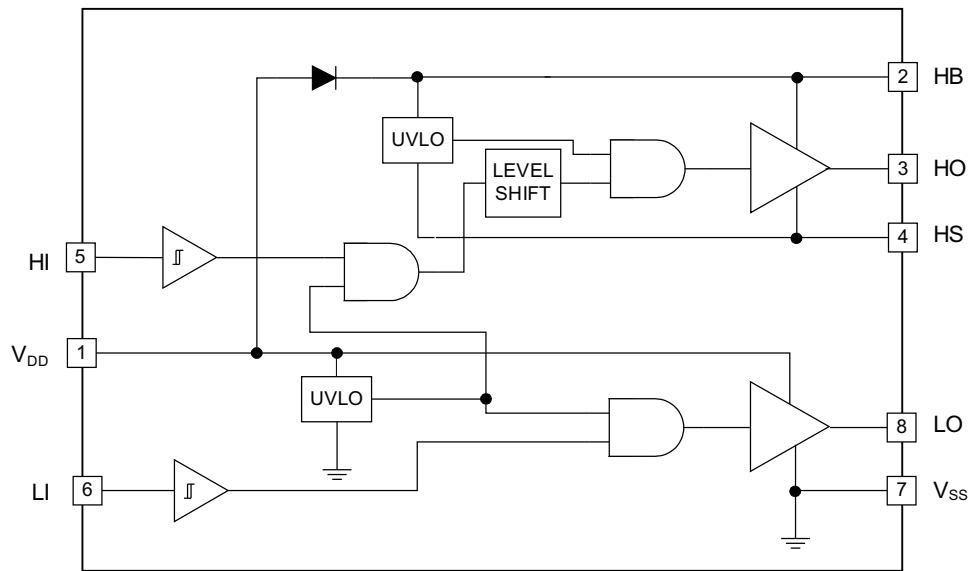 2 HB
UVLO
LEVEL
SHIFT
3 HO
4 HS
HI 5
VDD 1
UVLO
8 LO
LI 6
7 VSS